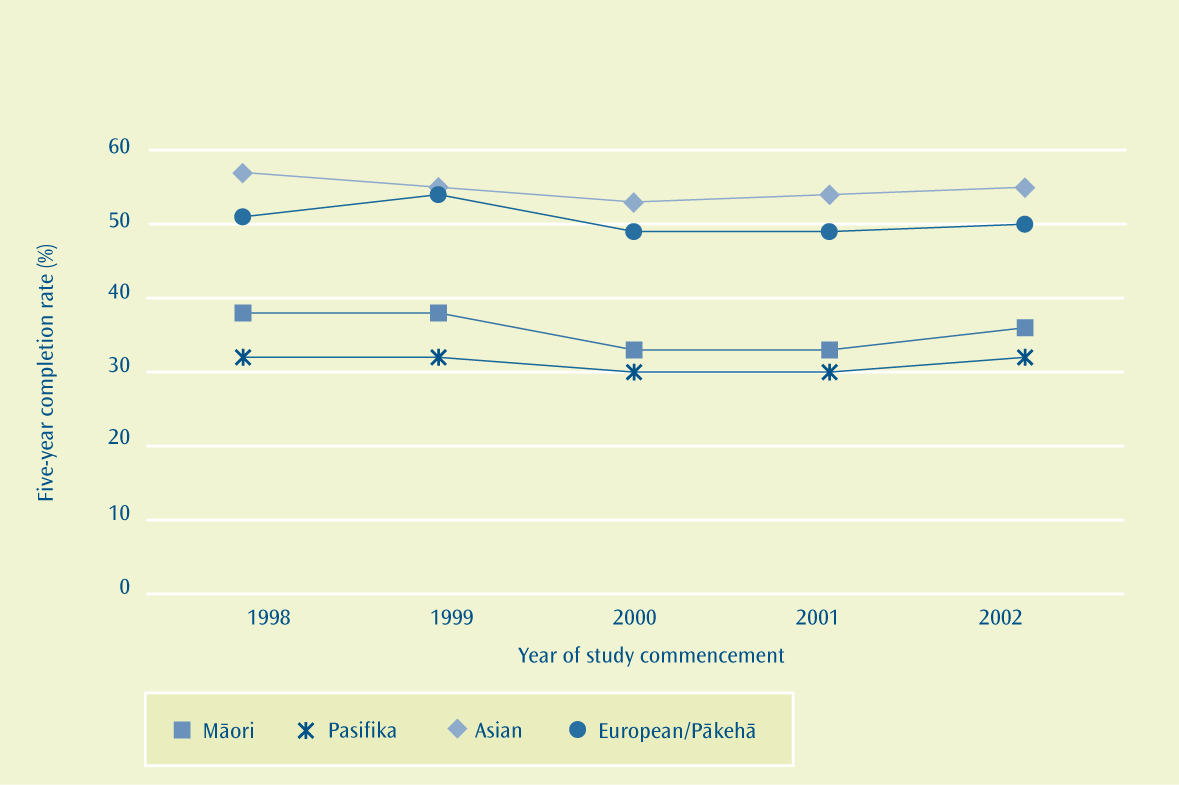 60
50
40
30
20
10
0
Five-year completion rate (%)
1998 1999 2000 2001 2002
Year of study commencement
Māori Pasifika Asian European/Pākehā